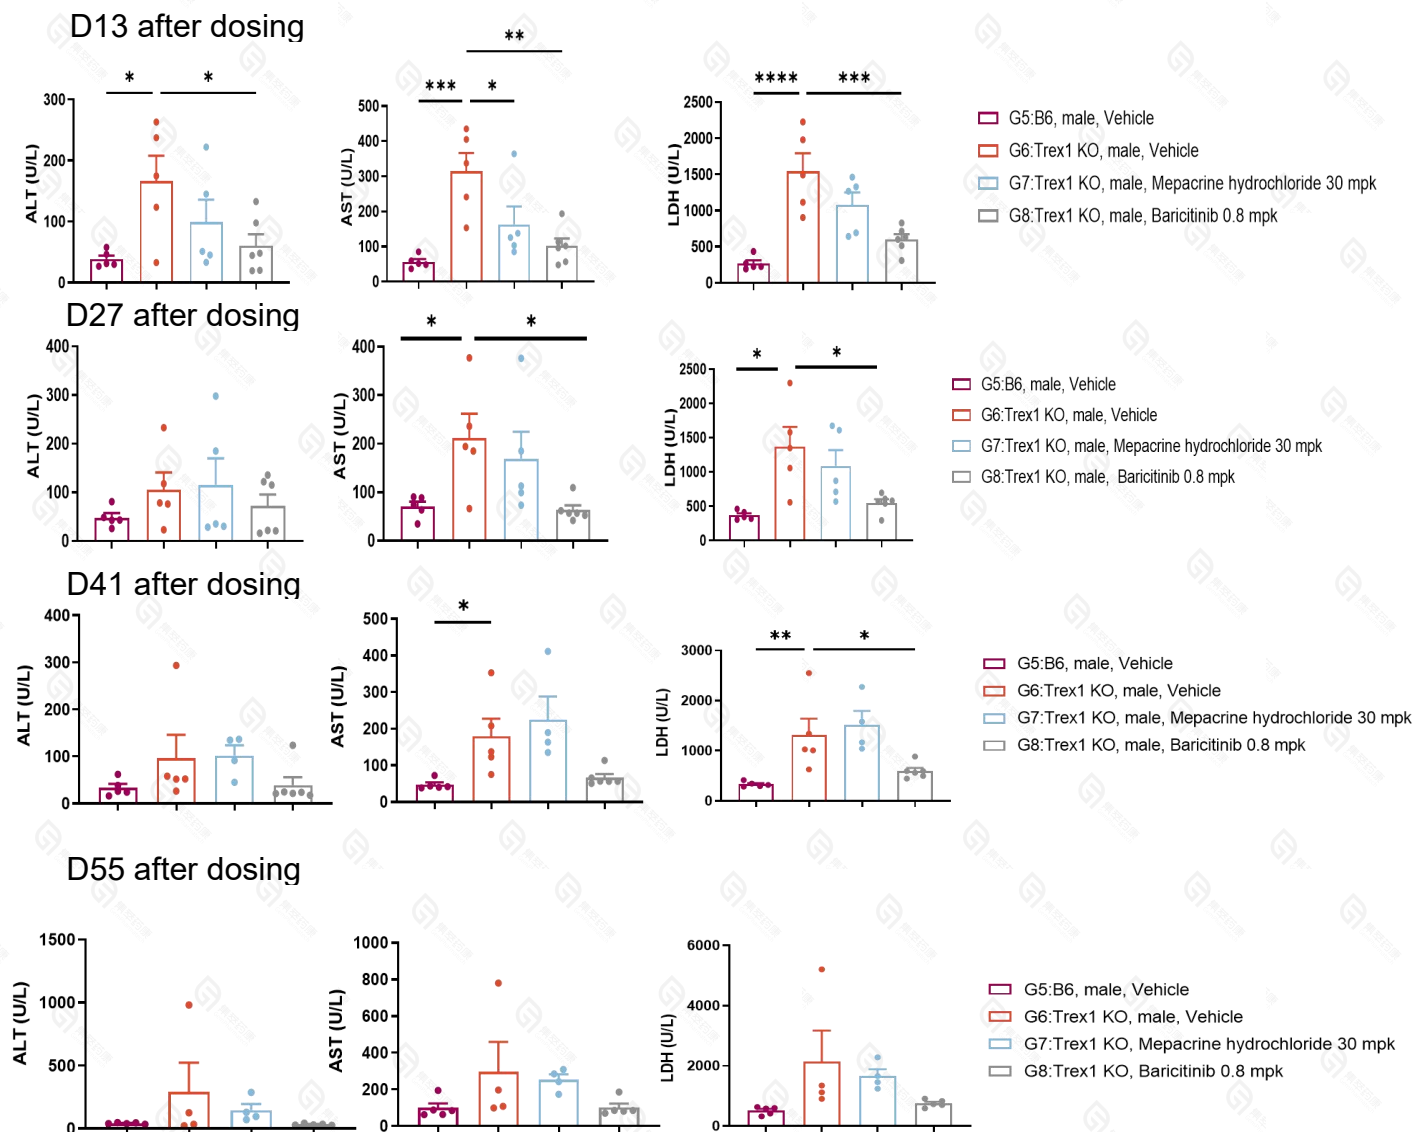 D13 after dosing
**
* *
*** *
**** ***
ALT (U/L)
300
200
100
0
AST (U/L)
500
400
300
200
100
0
LDH (U/L)
2500
2000
1500
1000
500
0
G5:B6, male, Vehicle
G6:Trex1 KO, male, Vehicle
G7:Trex1 KO, male, Mepacrine hydrochloride 30 mpk
G8:Trex1 KO, male, Baricitinib 0.8 mpk
D27 after dosing
* *
* *
ALT (U/L)
400
300
200
100
0
AST (U/L)
400
300
200
100
0
LDH (U/L)
2500
2000
1500
1000
500
0
G5:B6, male, Vehicle
G6:Trex1 KO, male, Vehicle
G7:Trex1 KO, male, Mepacrine hydrochloride 30 mpk
G8:Trex1 KO, male, Baricitinib 0.8 mpk
D41 after dosing
*
** *
ALT (U/L)
400
300
200
100
0
AST (U/L)
500
400
300
200
100
0
LDH (U/L)
3000
2000
1000
0
G5:B6, male, Vehicle
G6:Trex1 KO, male, Vehicle
G7:Trex1 KO, male, Mepacrine hydrochloride 30 mpk
G8:Trex1 KO, male, Baricitinib 0.8 mpk
D55 after dosing
ALT (U/L)
1500
1000
500
0
AST (U/L)
1000
800
600
400
200
0
LDH (U/L)
6000
4000
2000
0
G5:B6, male, Vehicle
G6:Trex1 KO, male, Vehicle
G7:Trex1 KO, Mepacrine hydrochloride 30 mpk
G8:Trex1 KO, Baricitinib 0.8 mpk